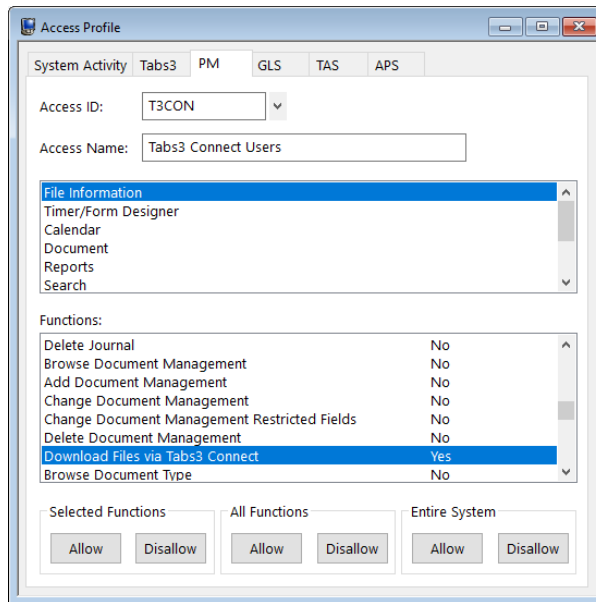 Access Profile
System Activity Tabs3 PM GLS TAS APS
Access ID: T3CON
Access Name: Tabs3 Connect Users
File Information
Timer/Form Designer
Calendar
Document
Reports
Search
Functions:
Delete Journal No
Browse Document Management No
Add Document Management No
Change Document Management No
Change Document Management Restricted Fields No
Delete Document Management No
Download Files via Tabs3 Connect Yes
Browse Document Type No
Selected Functions All Functions Entire System
Allow Disallow Allow Disallow Allow Disallow